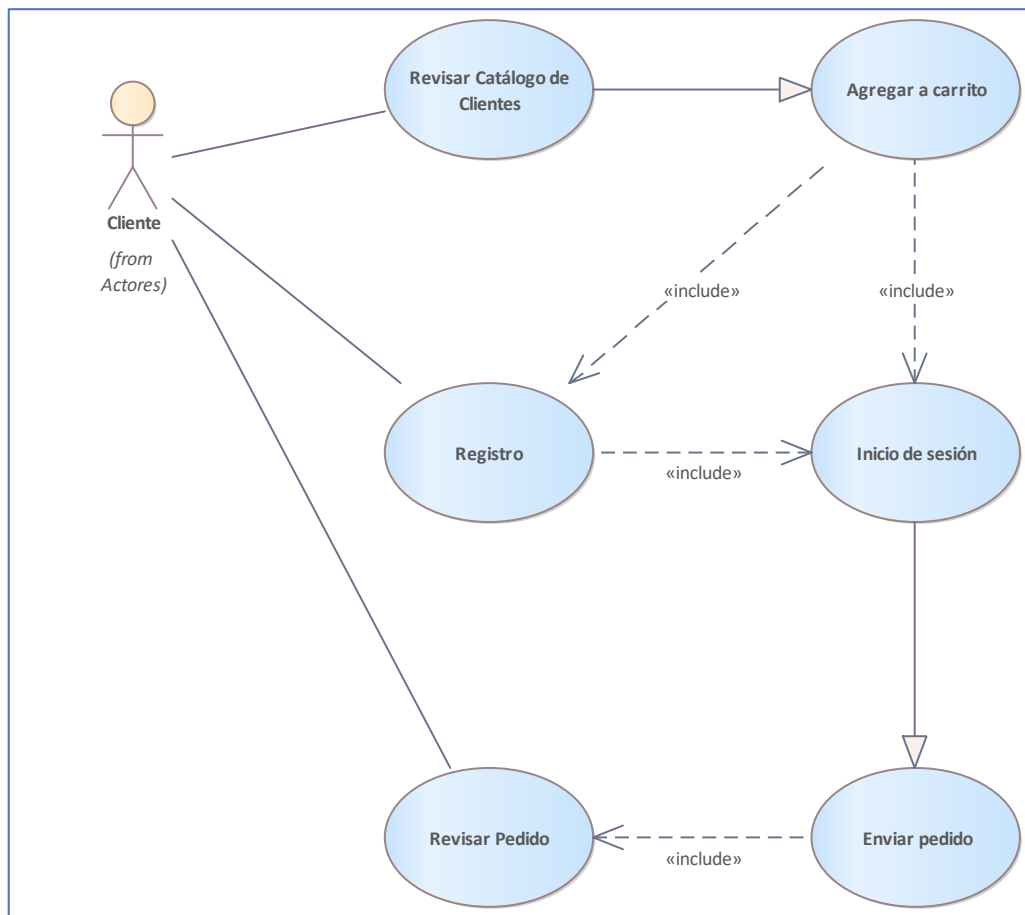 Revisar Catálogo de
Clientes
Agregar a carrito
Cliente
(from
Actores)
«include»
«include»
Registro
«include»
Inicio de sesión
Revisar Pedido
«include»
Enviar pedido